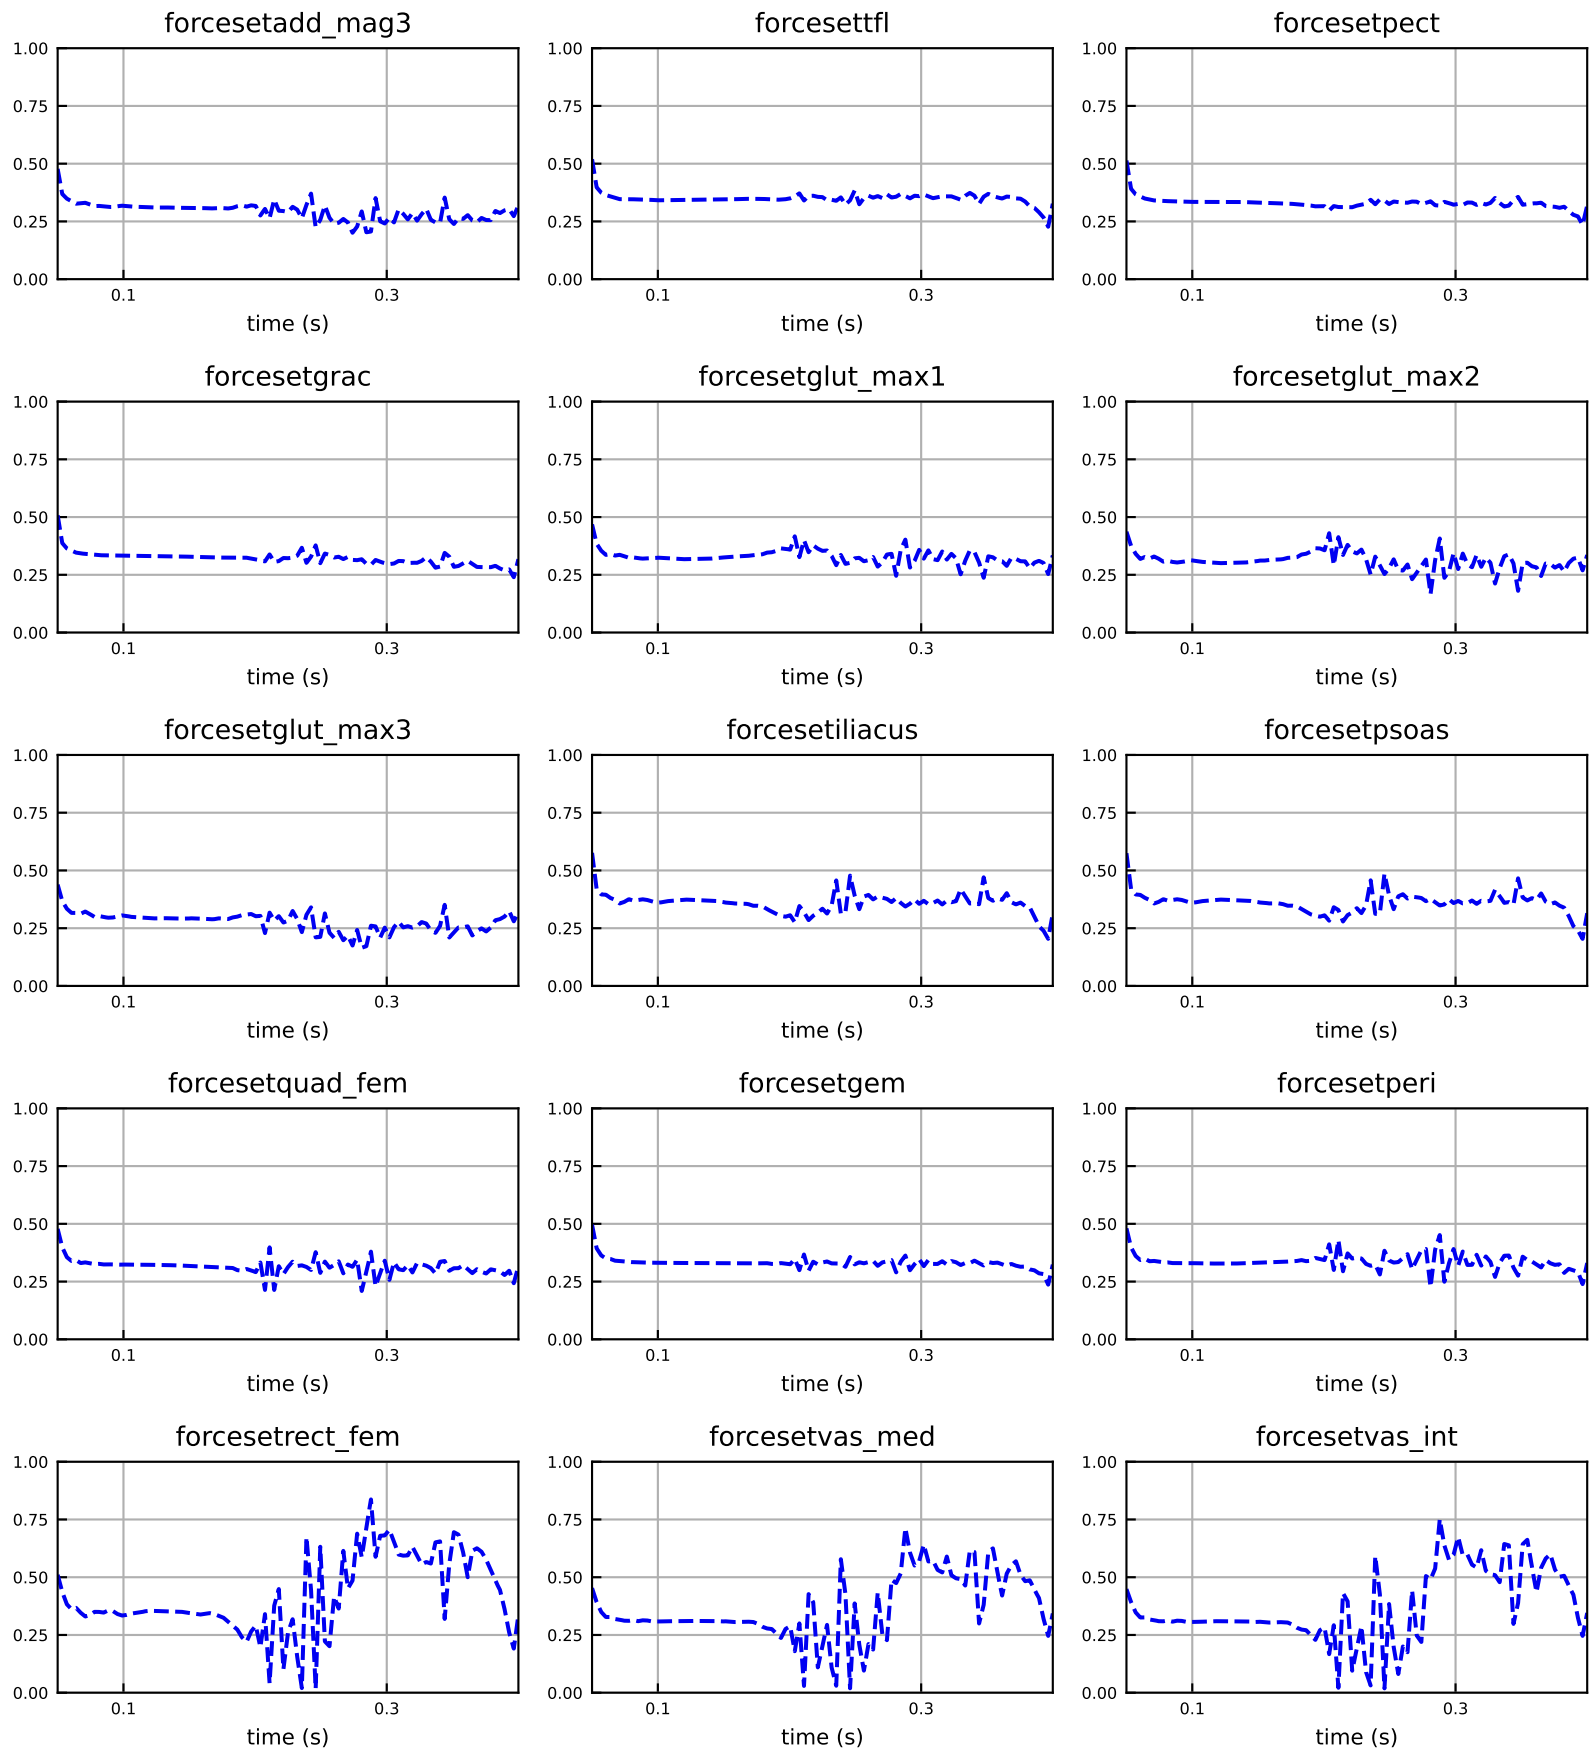 forcesetadd_mag3 forcesettfl forcesetpect
1.00 1.00 1.00
0.75 0.75 0.75
0.50 0.50 0.50
0.25 0.25 0.25
0.00 0.00 0.00
0.1 0.3 0.1 0.3 0.1 0.3
time (s) time (s) time (s)
forcesetgrac forcesetglut_max1 forcesetglut_max2
1.00 1.00 1.00
0.75 0.75 0.75
0.50 0.50 0.50
0.25 0.25 0.25
0.00 0.00 0.00
0.1 0.3 0.1 0.3 0.1 0.3
time (s) time (s) time (s)
forcesetglut_max3 forcesetiliacus forcesetpsoas
1.00 1.00 1.00
0.75 0.75 0.75
0.50 0.50 0.50
0.25 0.25 0.25
0.00 0.00 0.00
0.1 0.3 0.1 0.3 0.1 0.3
time (s) time (s) time (s)
forcesetquad_fem forcesetgem forcesetperi
1.00 1.00 1.00
0.75 0.75 0.75
0.50 0.50 0.50
0.25 0.25 0.25
0.00 0.00 0.00
0.1 0.3 0.1 0.3 0.1 0.3
time (s) time (s) time (s)
forcesetrect_fem forcesetvas_med forcesetvas_int
1.00 1.00 1.00
0.75 0.75 0.75
0.50 0.50 0.50
0.25 0.25 0.25
0.00 0.00 0.00
0.1 0.3 0.1 0.3 0.1 0.3
time (s) time (s) time (s)